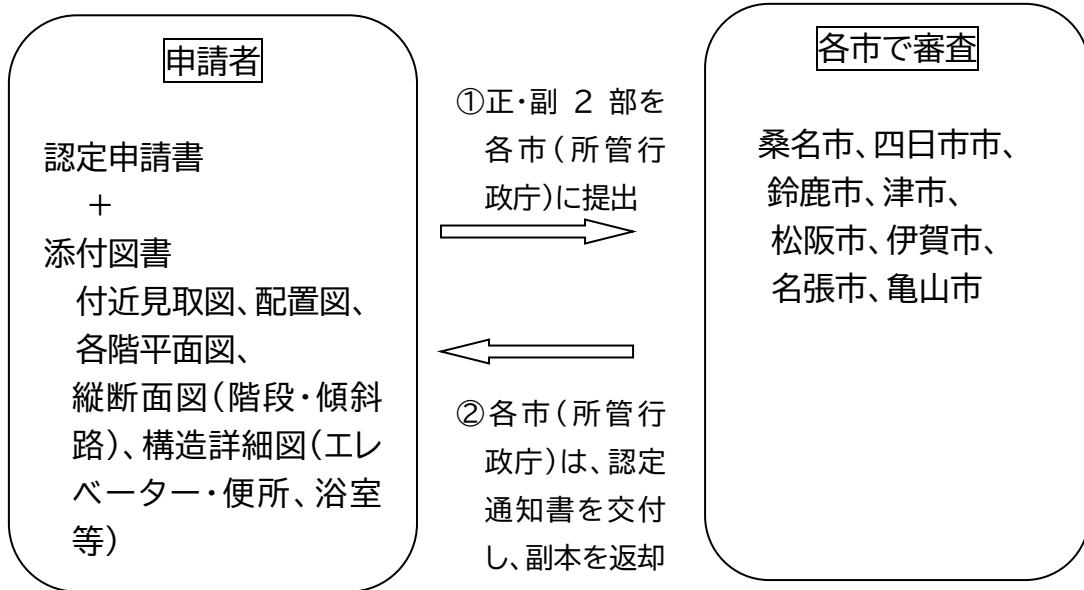 申請者
認定申請書
＋
添付図書
付近見取図、配置図、
各階平面図、
縦断面図（階段・傾斜
路）、構造詳細図（エレ
ベーター・便所、浴室
等）
①正・副 2 部を
各市（所管行
政庁）に提出
②各市（所管行
政庁）は、認定
通知書を交付
し、副本を返却
各市で審査
桑名市、四日市市、
鈴鹿市、津市、
松阪市、伊賀市、
名張市、亀山市